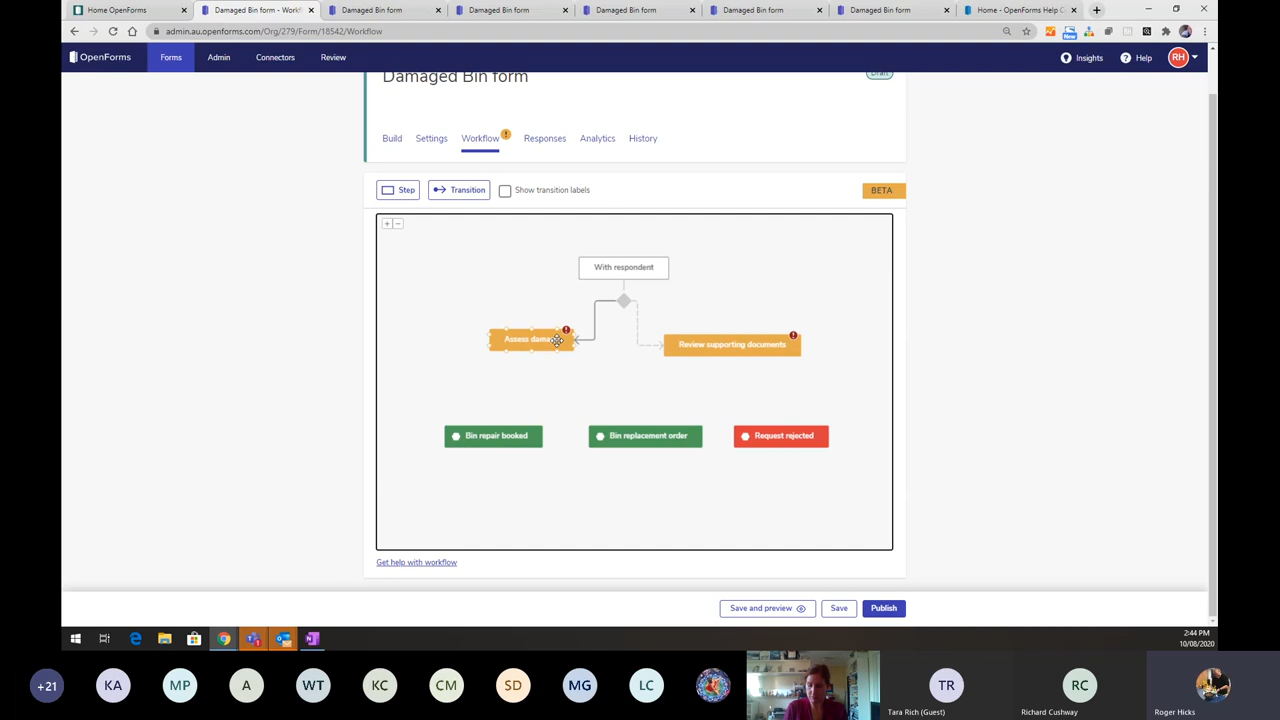 Home OpenForms
Damaged Bin form - Workfl
Damaged Bin form
Damaged Bin form
Damaged Bin form
Damaged Bin form
Damaged Bin form
Home - OpenForms Help C
admin.au.openforms.com/Org/279/Form/18542/Workflow
OpenForms
Forms
Admin
Connectors
Review
Insights
Help
RH
Damaged Bin form
Draft
Build
Settings
Workflow
Responses
Analytics
History
Step
Transition
Show transition labels
BETA
With respondent
Assess dama
Review supporting documents
Bin repair booked
Bin replacement order
Request rejected
Get help with workflow
Save and preview
Save
Publish
2:44 PM
10/08/2020
+21
KA
MP
A
WT
KC
CM
SD
MG
LC
TR
RC
Tara Rich (Guest)
Richard Cushway
Roger Hicks